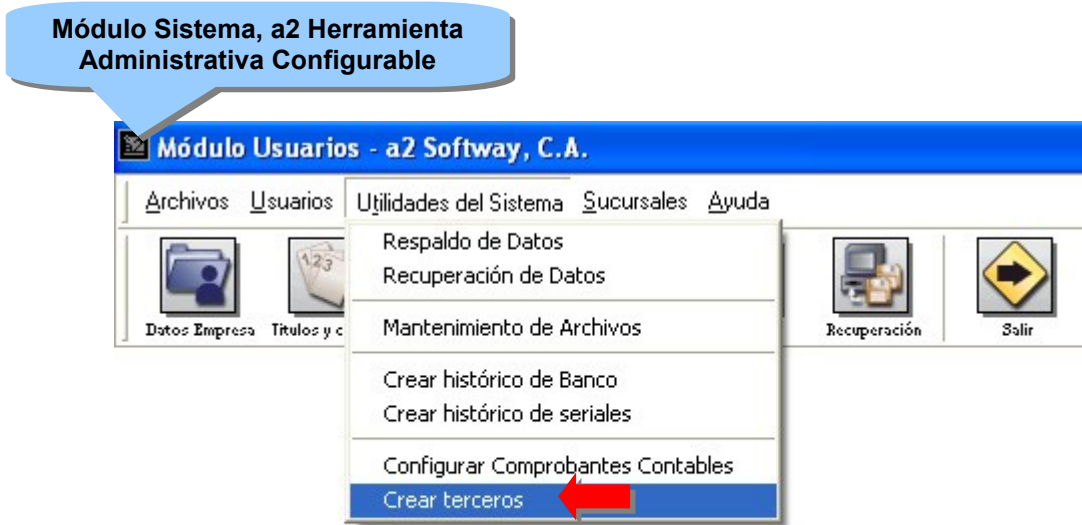 Módulo Sistema, a2 Herramienta
Administrativa Configurable
Módulo Usuarios - a2 Softway, C.A.
Archivos Usuarios Utilidades del Sistema Sucursales Ayuda
Respaldo de Datos
Recuperación de Datos
Mantenimiento de Archivos
Crear histórico de Banco
Crear histórico de seriales
Configurar Comprobantes Contables
Crear terceros
Datos Empresa Titulos y c Recuperación Salir